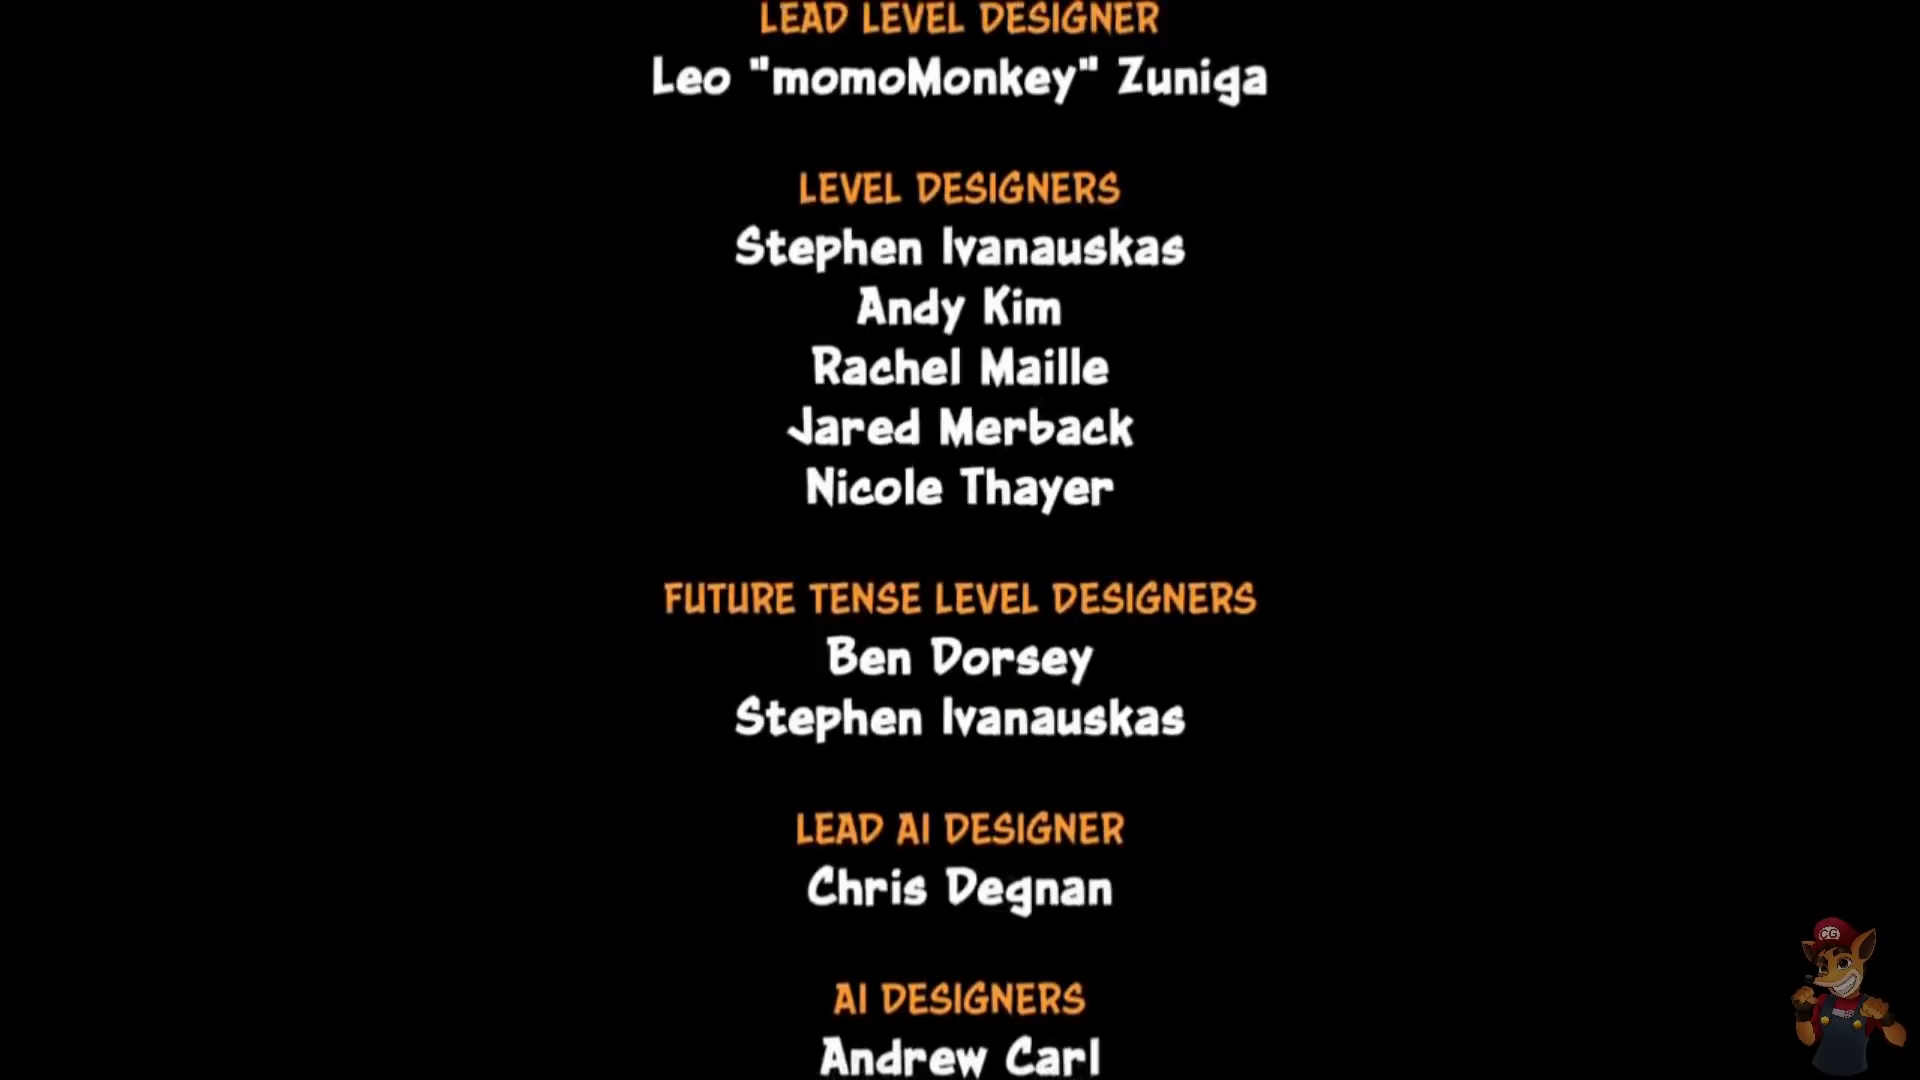 LEAD LEVEL DESIGNER
Leo "momoMonkey" Zuniga
LEVEL DESIGNERS
Stephen Ivanauskas
Andy Kim
Rachel Maille
Jared Merback
Nicole Thayer
FUTURE TENSE LEVEL DESIGNERS
Ben Dorsey
Stephen Ivanauskas
LEAD AI DESIGNER
Chris Degnan
AI DESIGNERS
Andrew Carl
CG